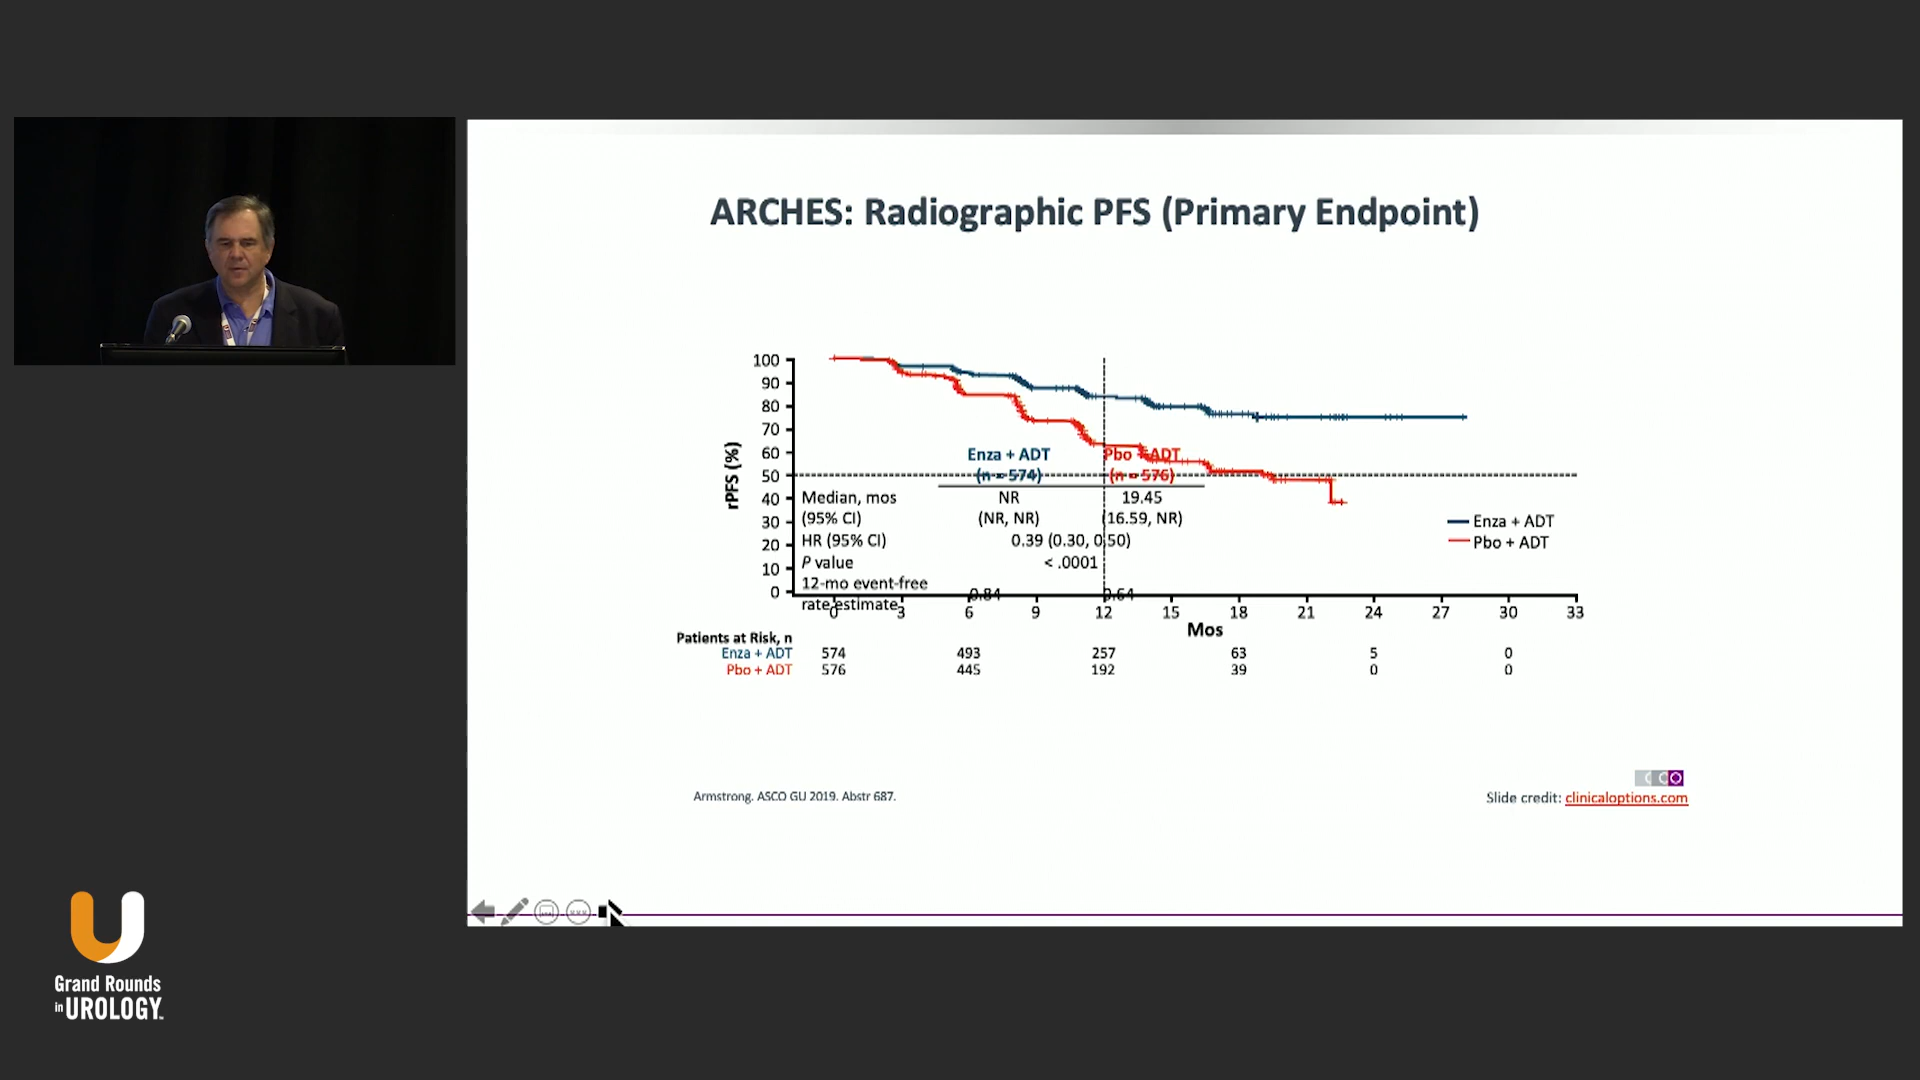 ARCHES: Radiographic PFS (Primary Endpoint)
100
90
80
70
60
50
40
30
20
10
0
rPFS (%)
Enza + ADT
(n = 574)
Pbo + ADT
(n = 576)
Median, mos
(95% CI)
NR
(NR, NR)
19.45
(16.59, NR)
HR (95% CI)
0.39 (0.30, 0.50)
P value
< .0001
12-mo event-free
rate estimate
0.84
0.64
Enza + ADT
Pbo + ADT
0 3 6 9 12 15 18 21 24 27 30 33
Mos
Patients at Risk, n
Enza + ADT 574 493 257 63 5 0
Pbo + ADT 576 445 192 39 0 0
Armstrong. ASCO GU 2019. Abstr 687.
CCO
Slide credit: clinicaloptions.com
Grand Rounds
in UROLOGY